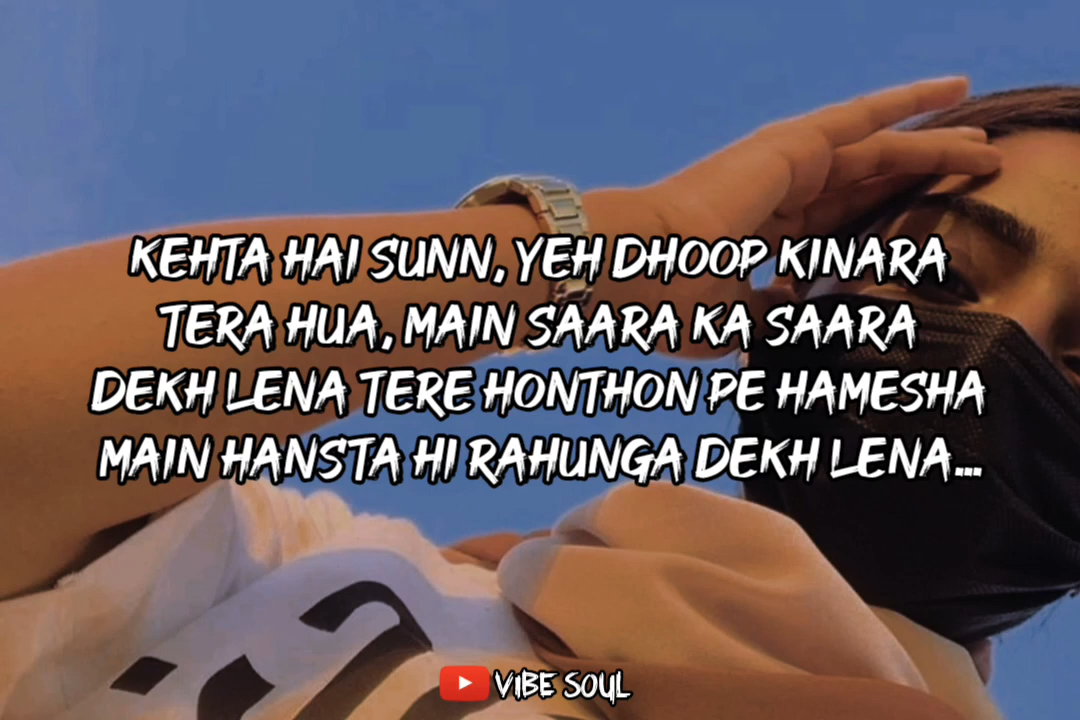 KEHTA HAI SUNN, YEH DHOOP KINARA
TERA HUA, MAIN SAARA KA SAARA
DEKH LENA TERE HONTHON PE HAMESHA
MAIN HANSTA HI RAHUNGA DEKH LENA...
VIBE SOUL